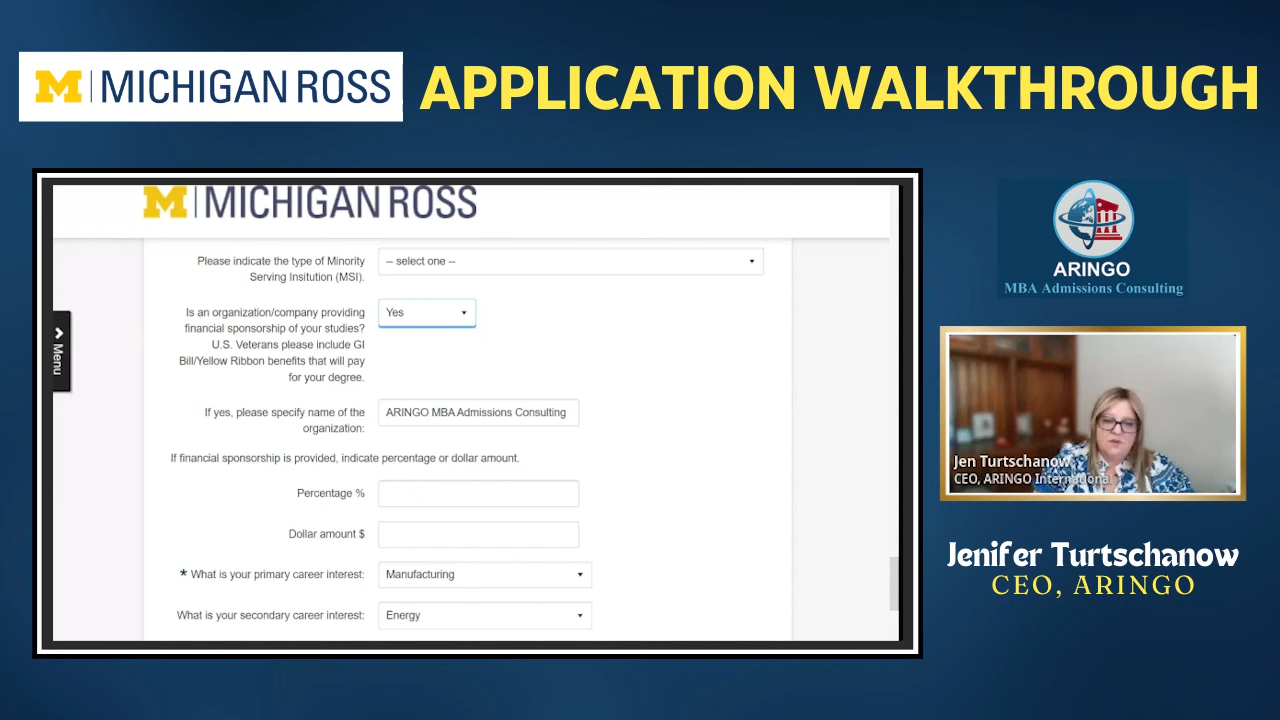 M | MICHIGAN ROSS APPLICATION WALKTHROUGH
M | MICHIGAN ROSS
Please indicate the type of Minority
Serving Insitution (MSI).
-- select one --
Is an organization/company providing
financial sponsorship of your studies?
U.S. Veterans please include GI
Bill/Yellow Ribbon benefits that will pay
for your degree.
Yes
Menu
If yes, please specify name of the
organization:
ARINGO MBA Admissions Consulting
If financial sponsorship is provided, indicate percentage or dollar amount.
Percentage %
Dollar amount $
* What is your primary career interest: Manufacturing
What is your secondary career interest: Energy
ARINGO
MBA Admissions Consulting
Jen Turtschanow
CEO, ARINGO International
Jenifer Turtschanow
CEO, ARINGO